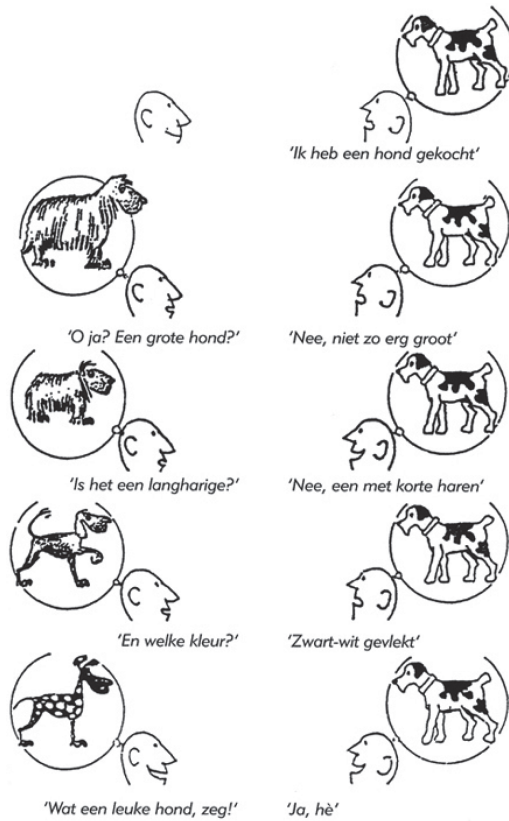 'Ik heb een hond gekocht'
'O ja? Een grote hond?'
'Nee, niet zo erg groot'
'Is het een langharige?'
'Nee, een met korte haren'
'En welke kleur?'
'Zwart-wit gevlekt'
'Wat een leuke hond, zeg!'
'Ja, hè'